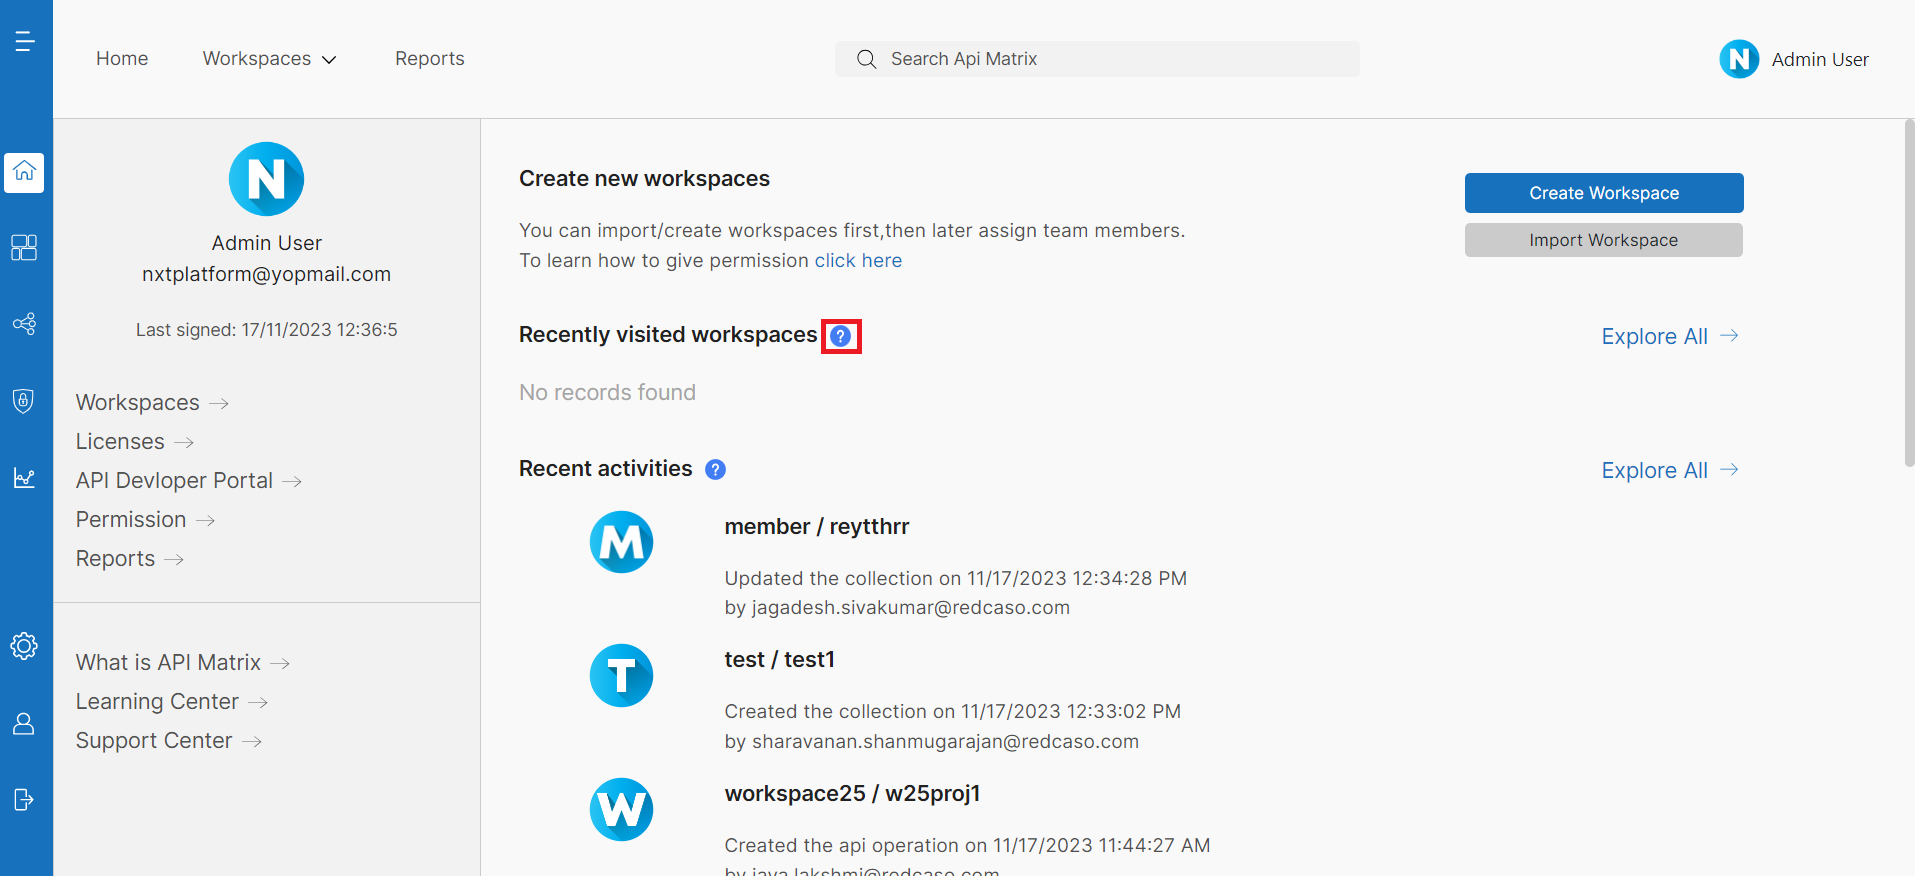 Home
Workspaces
Reports
Search Api Matrix
N
Admin User
N
Admin User
nxtplatform@yopmail.com
Last signed: 17/11/2023 12:36:5
Workspaces
Licenses
API Devloper Portal
Permission
Reports
What is API Matrix
Learning Center
Support Center
Create new workspaces
You can import/create workspaces first,then later assign team members.
To learn how to give permission click here
Create Workspace
Import Workspace
Recently visited workspaces ?
Explore All
No records found
Recent activities ?
Explore All
M
member / reytthrr
Updated the collection on 11/17/2023 12:34:28 PM
by jagadesh.sivakumar@redcaso.com
T
test / test1
Created the collection on 11/17/2023 12:33:02 PM
by sharavanan.shanmugarajan@redcaso.com
W
workspace25 / w25proj1
Created the api operation on 11/17/2023 11:44:27 AM
by jaya.lakshmi@redcaso.com